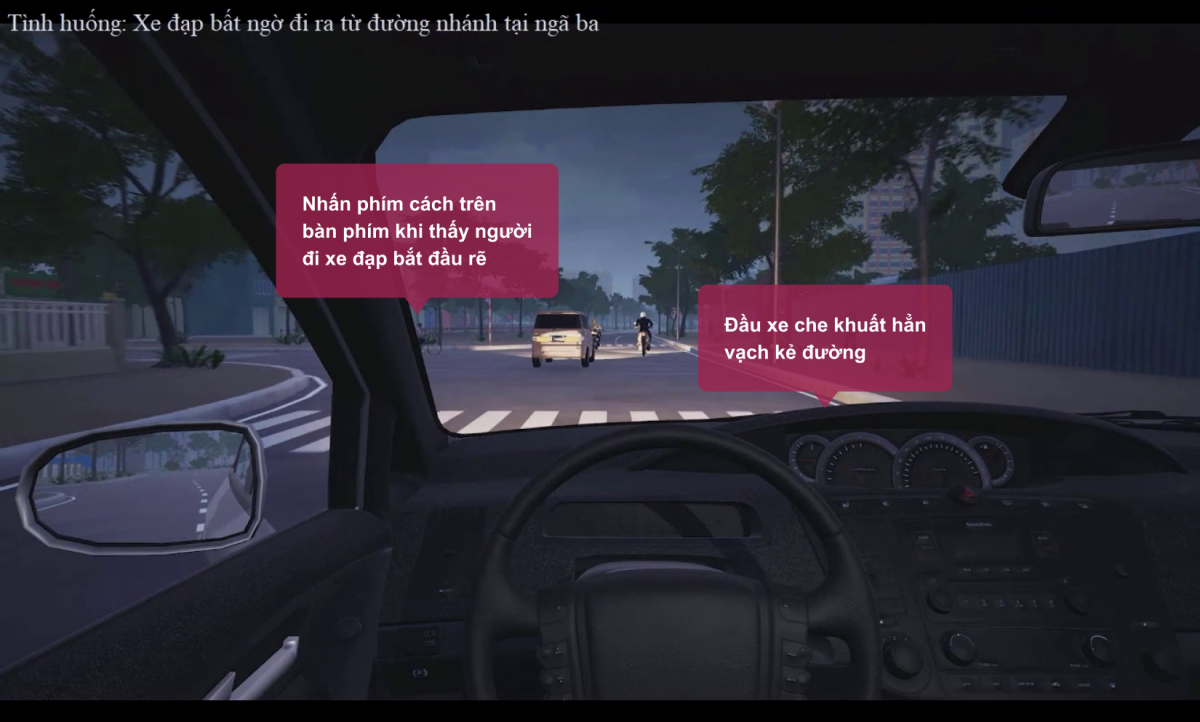 Tình huống: Xe đạp bất ngờ đi ra từ đường nhánh tại ngã ba
Nhấn phím cách trên
bàn phím khi thấy người
đi xe đạp bắt đầu rẽ
Đầu xe che khuất hẳn
vạch kẻ đường